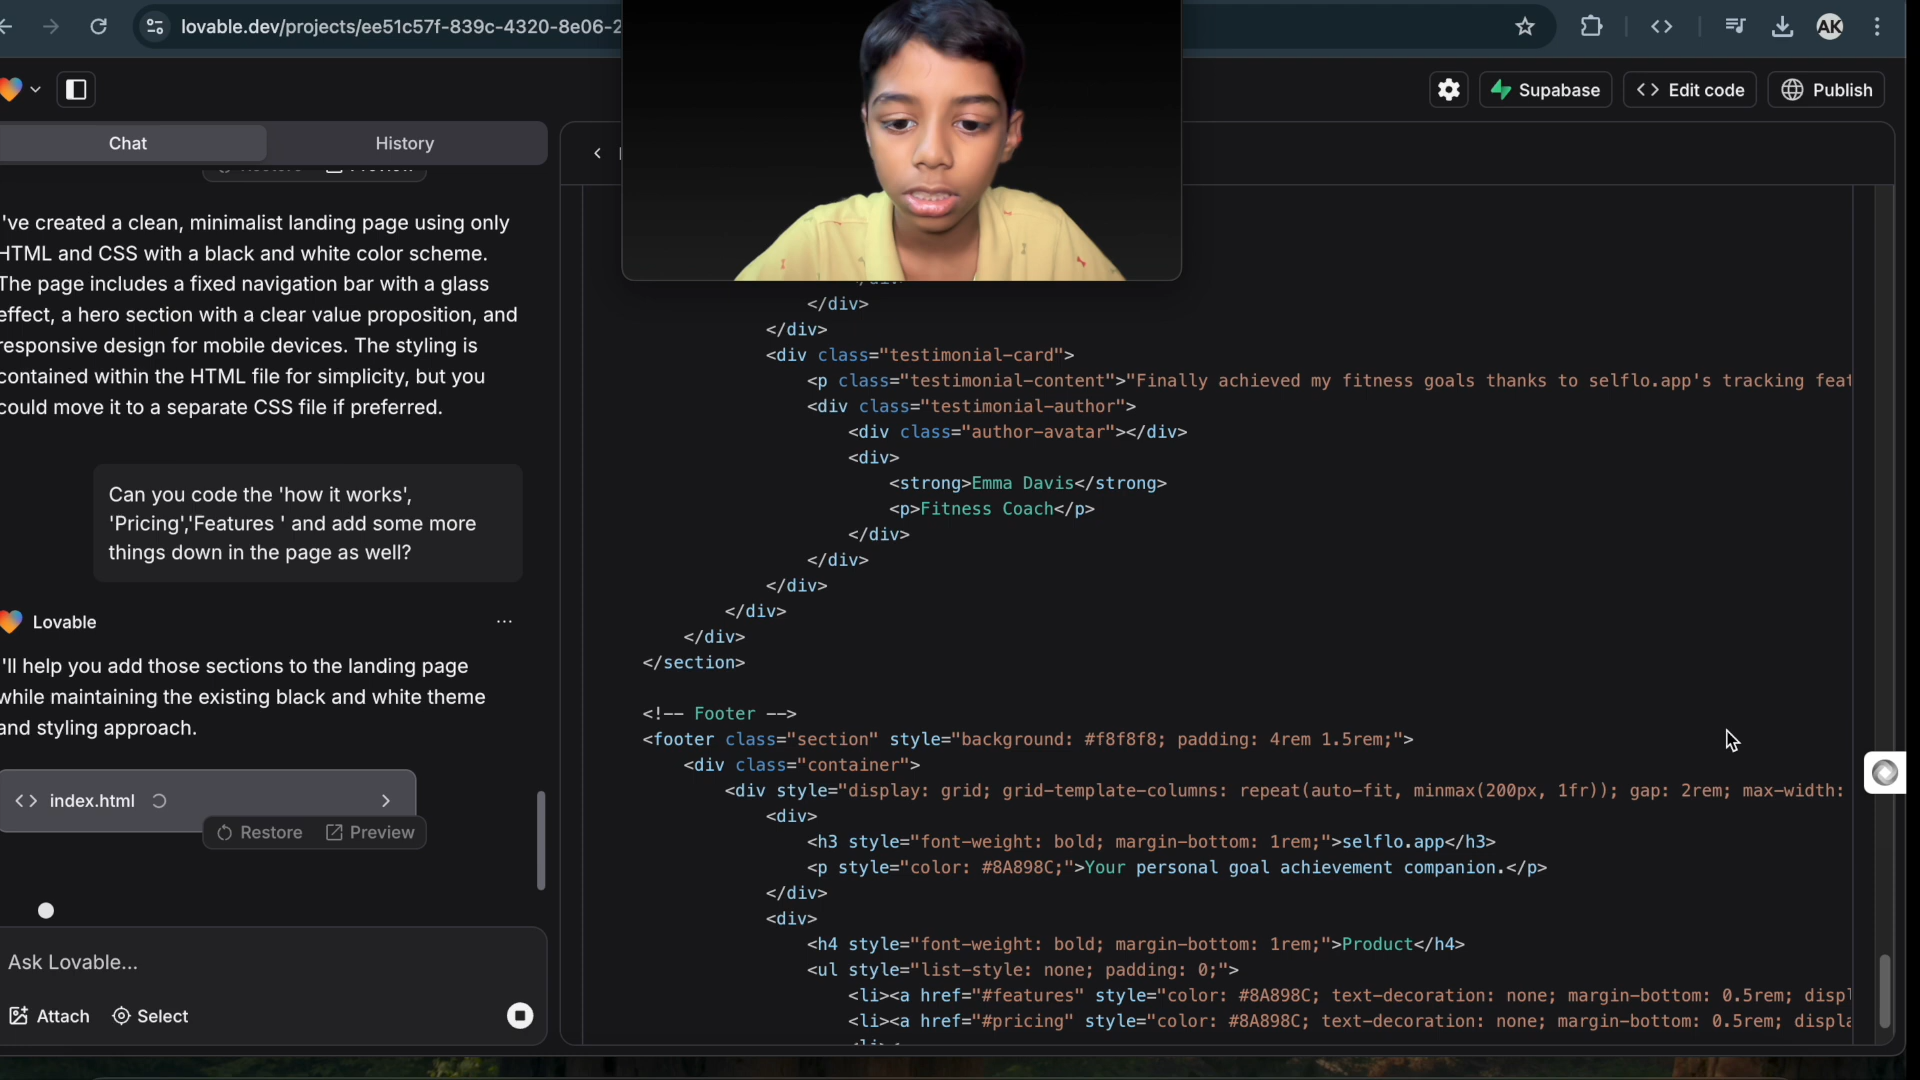 lovable.dev/projects/ee51c57f-839c-4320-8e06-2
AK
Supabase
Edit code
Publish
Chat
History
've created a clean, minimalist landing page using only
HTML and CSS with a black and white color scheme.
The page includes a fixed navigation bar with a glass
effect, a hero section with a clear value proposition, and
responsive design for mobile devices. The styling is
contained within the HTML file for simplicity, but you
could move it to a separate CSS file if preferred.
Can you code the 'how it works',
'Pricing','Features ' and add some more
things down in the page as well?
Lovable
'll help you add those sections to the landing page
while maintaining the existing black and white theme
and styling approach.
index.html
Restore
Preview
Ask Lovable...
Attach
Select
</div>
</div>
<div class="testimonial-card">
<p class="testimonial-content">"Finally achieved my fitness goals thanks to selflo.app's tracking feat
<div class="testimonial-author">
<div class="author-avatar"></div>
<div>
<strong>Emma Davis</strong>
<p>Fitness Coach</p>
</div>
</div>
</div>
</div>
</div>
</section>
<!-- Footer -->
<footer class="section" style="background: #f8f8f8; padding: 4rem 1.5rem;">
<div class="container">
<div style="display: grid; grid-template-columns: repeat(auto-fit, minmax(200px, 1fr)); gap: 2rem; max-width:
<div>
<h3 style="font-weight: bold; margin-bottom: 1rem;">selflo.app</h3>
<p style="color: #8A898C;">Your personal goal achievement companion.</p>
</div>
<div>
<h4 style="font-weight: bold; margin-bottom: 1rem;">Product</h4>
<ul style="list-style: none; padding: 0;">
<li><a href="#features" style="color: #8A898C; text-decoration: none; margin-bottom: 0.5rem; displ
<li><a href="#pricing" style="color: #8A898C; text-decoration: none; margin-bottom: 0.5rem; displa